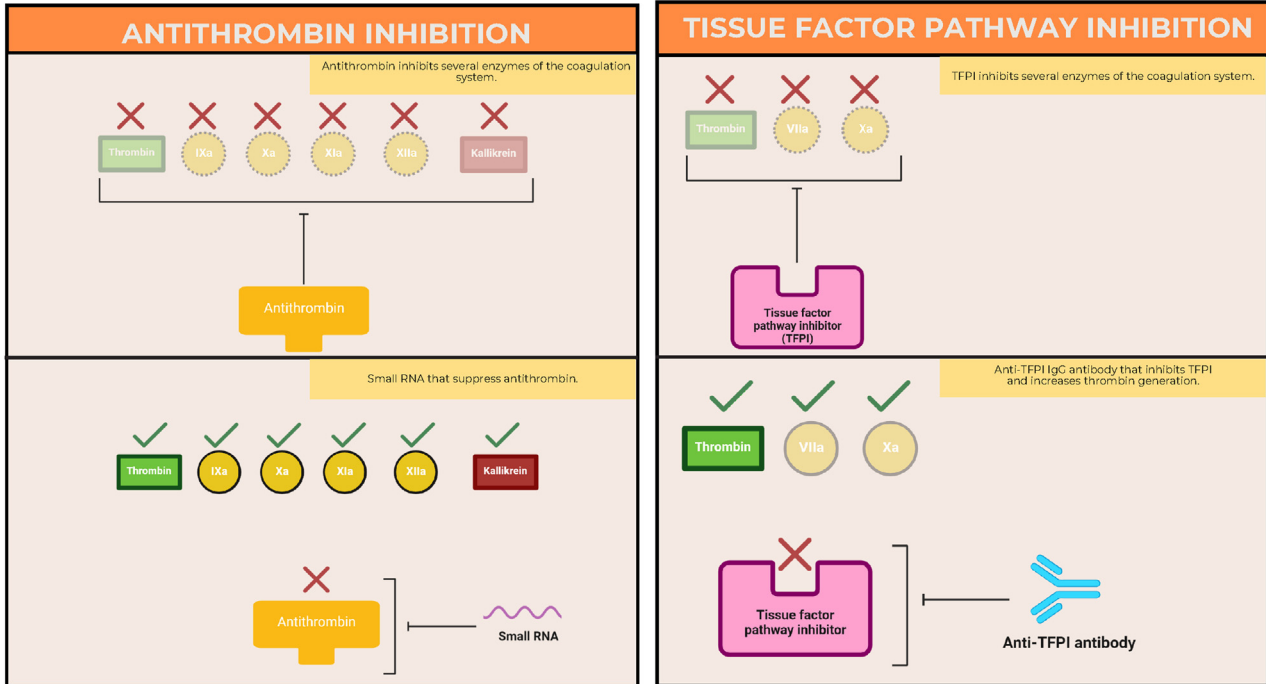 ANTITHROMBIN INHIBITION
Antithrombin inhibits several enzymes of the coagulation
system.
Thrombin
IXa
Xa
XIa
XIIa
Kallikrein
Antithrombin
Small RNA that suppress antithrombin.
Thrombin
IXa
Xa
XIa
XIIa
Kallikrein
Antithrombin
Small RNA
TISSUE FACTOR PATHWAY INHIBITION
TFPI inhibits several enzymes of the coagulation system.
Thrombin
VIIa
Xa
Tissue factor
pathway inhibitor
(TFPI)
Anti-TFPI IgG antibody that inhibits TFPI
and increases thrombin generation.
Thrombin
VIIa
Xa
Tissue factor
pathway inhibitor
Anti-TFPI antibody